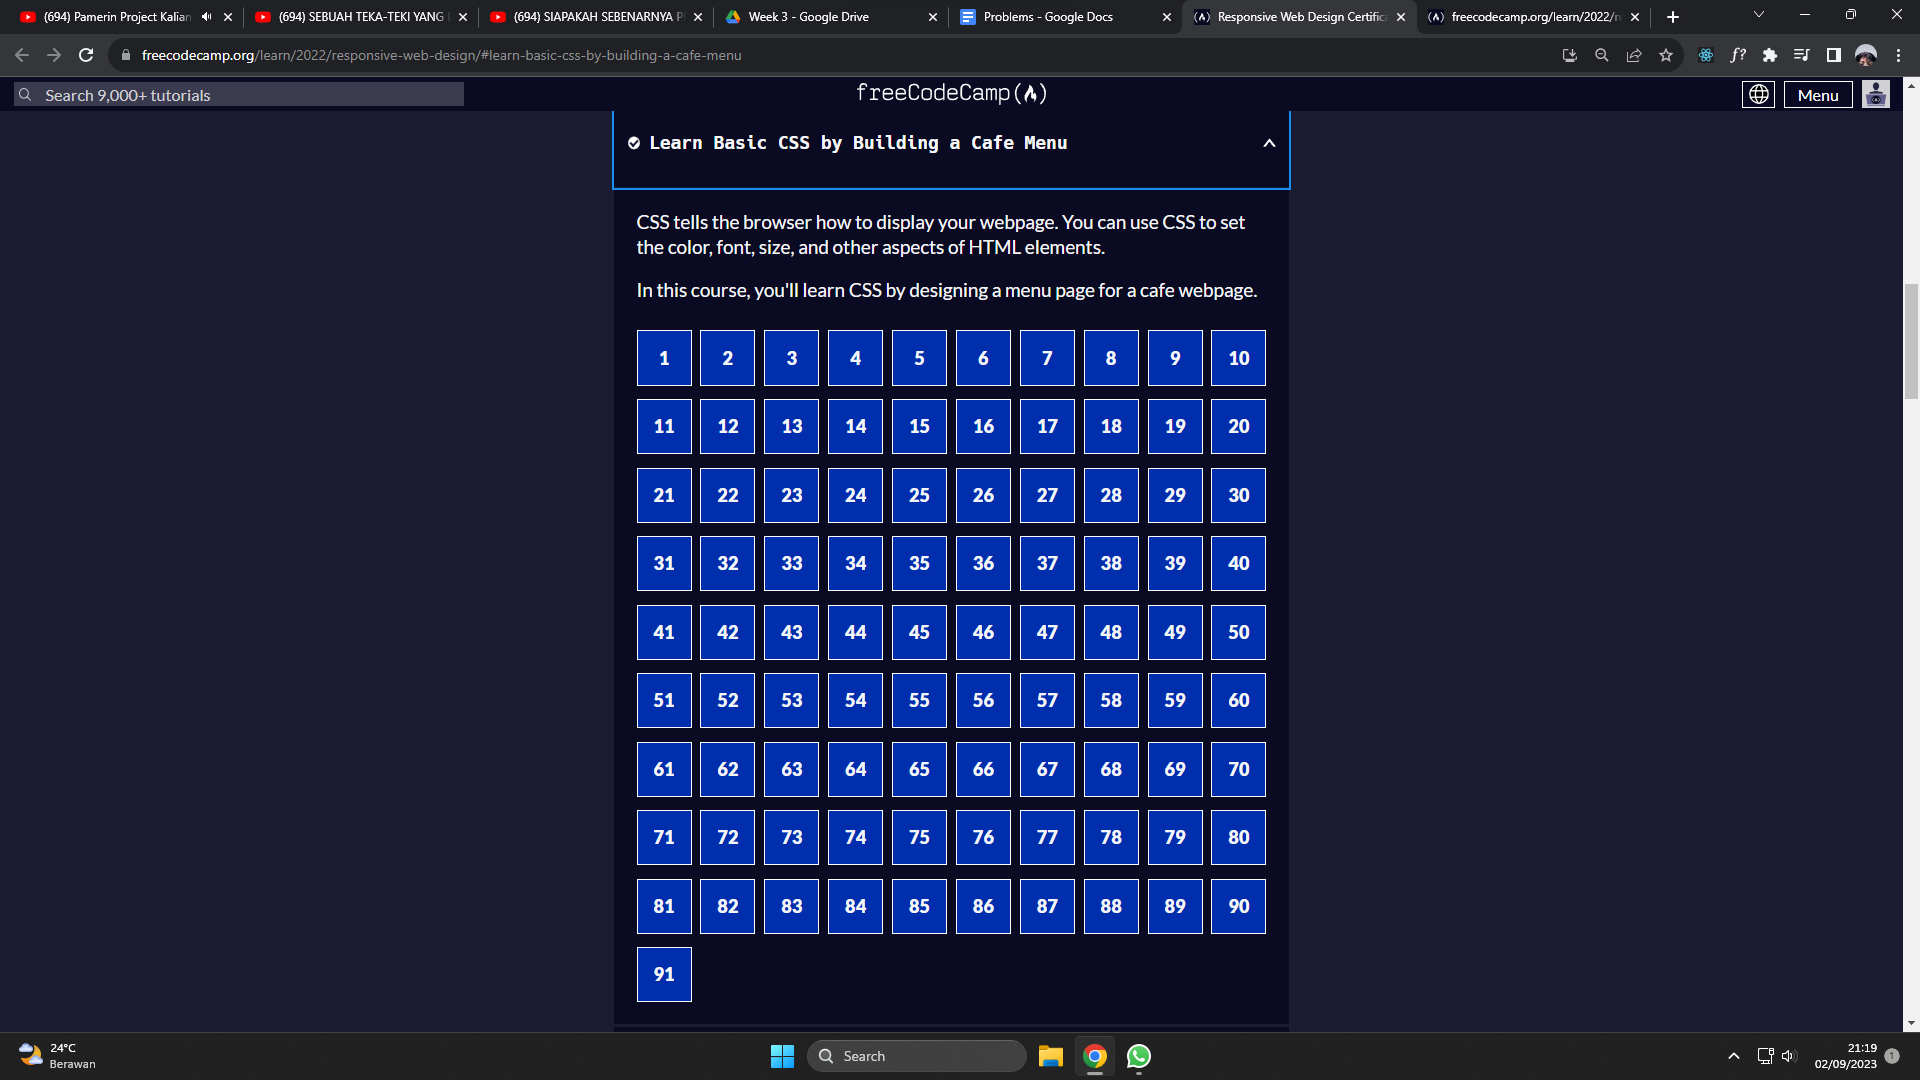 (694) Pamerin Project Kalian
(694) SEBUAH TEKA-TEKI YANG
(694) SIAPAKAH SEBENARNYA P
Week 3 - Google Drive
Problems - Google Docs
Responsive Web Design Certifica
freecodecamp.org/learn/2022/r
freecodecamp.org/learn/2022/responsive-web-design/#learn-basic-css-by-building-a-cafe-menu
f?
Search 9,000+ tutorials
freeCodeCamp
Menu
Learn Basic CSS by Building a Cafe Menu
CSS tells the browser how to display your webpage. You can use CSS to set
the color, font, size, and other aspects of HTML elements.
In this course, you'll learn CSS by designing a menu page for a cafe webpage.
1 2 3 4 5 6 7 8 9 10
11 12 13 14 15 16 17 18 19 20
21 22 23 24 25 26 27 28 29 30
31 32 33 34 35 36 37 38 39 40
41 42 43 44 45 46 47 48 49 50
51 52 53 54 55 56 57 58 59 60
61 62 63 64 65 66 67 68 69 70
71 72 73 74 75 76 77 78 79 80
81 82 83 84 85 86 87 88 89 90
91
24°C
Berawan
Search
21:19
02/09/2023
1